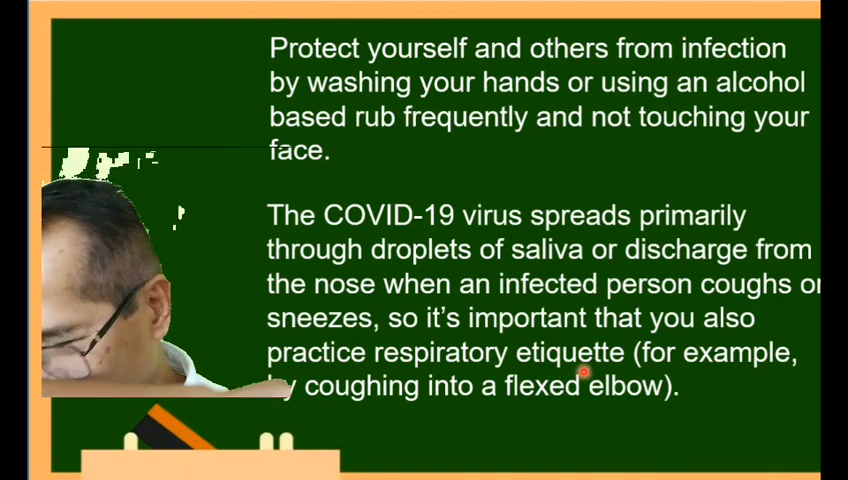 Protect yourself and others from infection
by washing your hands or using an alcohol
based rub frequently and not touching your
face.
The COVID-19 virus spreads primarily
through droplets of saliva or discharge from
the nose when an infected person coughs or
sneezes, so it's important that you also
practice respiratory etiquette (for example,
by coughing into a flexed elbow).